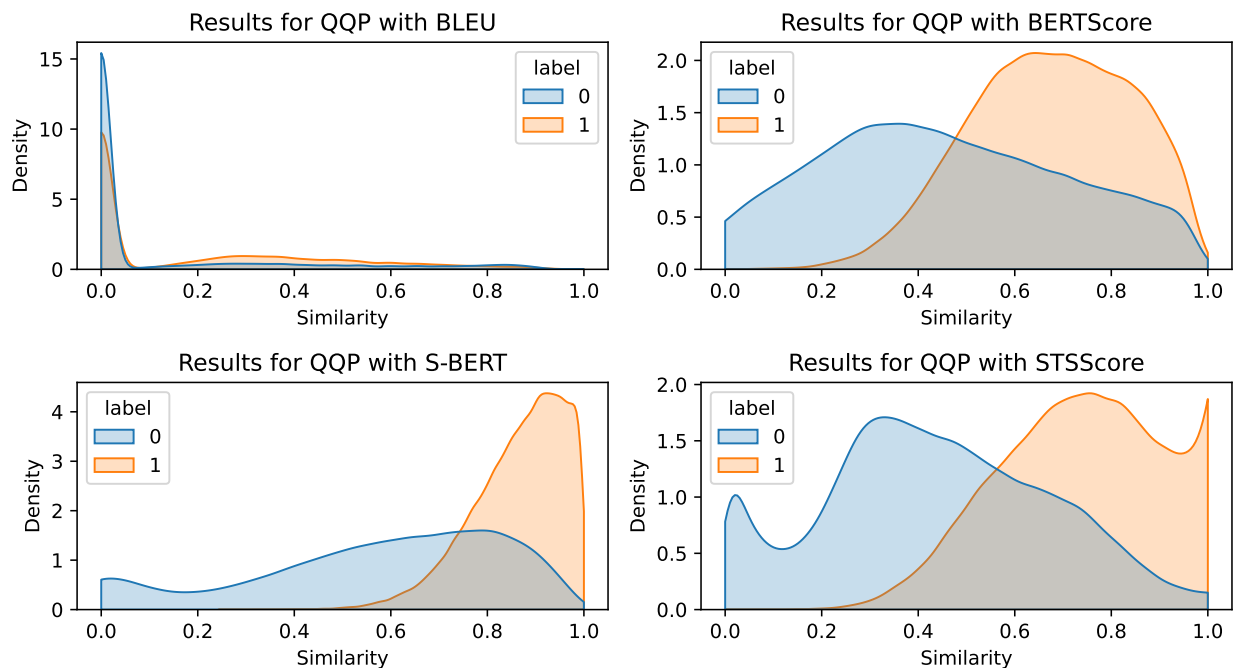 Results for QQP with BLEU
Density
15
10
5
0
label
0
1
0.0 0.2 0.4 0.6 0.8 1.0
Similarity
Results for QQP with BERTScore
Density
2.0
1.5
1.0
0.5
0.0
label
0
1
0.0 0.2 0.4 0.6 0.8 1.0
Similarity
Results for QQP with S-BERT
Density
4
3
2
1
0
label
0
1
0.0 0.2 0.4 0.6 0.8 1.0
Similarity
Results for QQP with STSScore
Density
2.0
1.5
1.0
0.5
0.0
label
0
1
0.0 0.2 0.4 0.6 0.8 1.0
Similarity